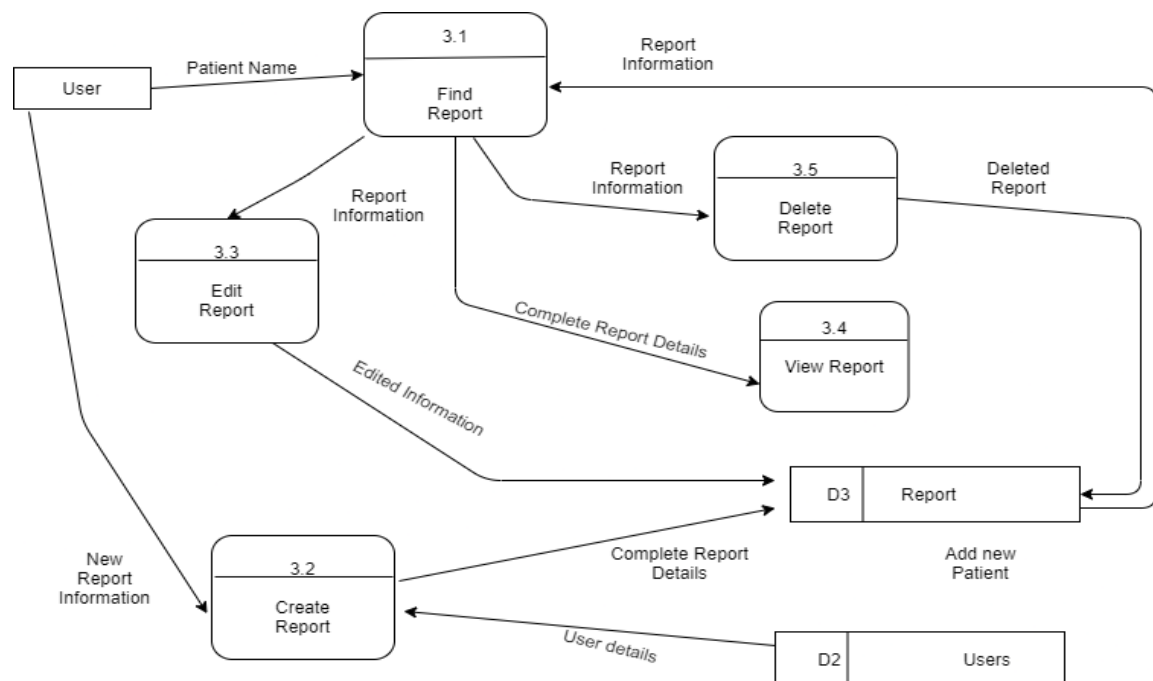 3.1
Find
Report
Report
Information
User
Patient Name
3.5
Delete
Report
Report
Information
Deleted
Report
Report
Information
3.3
Edit
Report
3.4
View Report
Complete Report Details
Edited Information
D3
Report
New
Report
Information
3.2
Create
Report
Complete Report
Details
Add new
Patient
User details
D2
Users